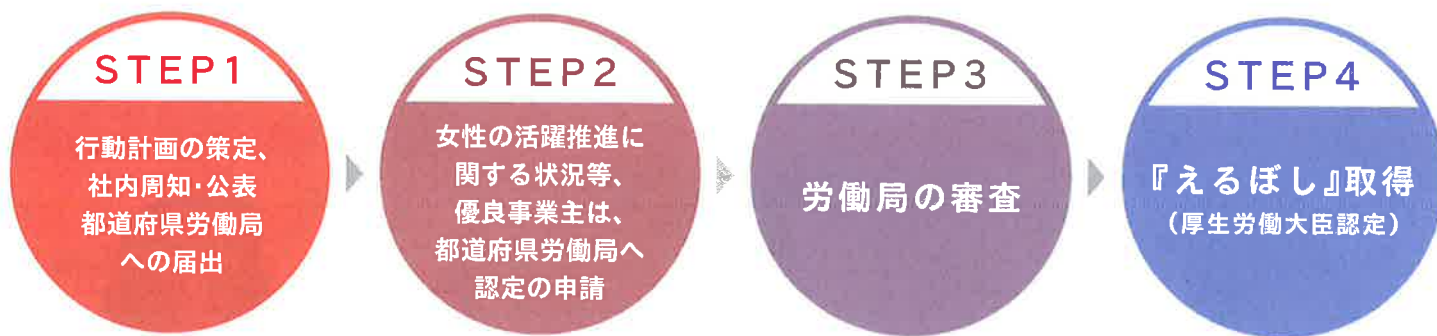 STEP1
行動計画の策定、
社内周知・公表
都道府県労働局
への届出
STEP2
女性の活躍推進に
関する状況等、
優良事業主は、
都道府県労働局へ
認定の申請
STEP3
労働局の審査
STEP4
『えるぼし』取得
(厚生労働大臣認定)